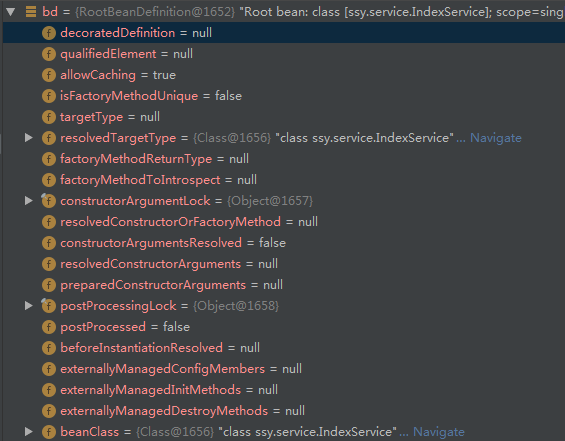 bd = {RootBeanDefinition@1652} "Root bean: class [ssy.service.IndexService]; scope=sing
f decoratedDefinition = null
f qualifiedElement = null
f allowCaching = true
f isFactoryMethodUnique = false
f targetType = null
f resolvedTargetType = {Class@1656} "class ssy.service.IndexService"... Navigate
f factoryMethodReturnType = null
f factoryMethodToIntrospect = null
f constructorArgumentLock = {Object@1657}
f resolvedConstructorOrFactoryMethod = null
f constructorArgumentsResolved = false
f resolvedConstructorArguments = null
f preparedConstructorArguments = null
f postProcessingLock = {Object@1658}
f postProcessed = false
f beforeInstantiationResolved = null
f externallyManagedConfigMembers = null
f externallyManagedInitMethods = null
f externallyManagedDestroyMethods = null
f beanClass = {Class@1656} "class ssy.service.IndexService"... Navigate